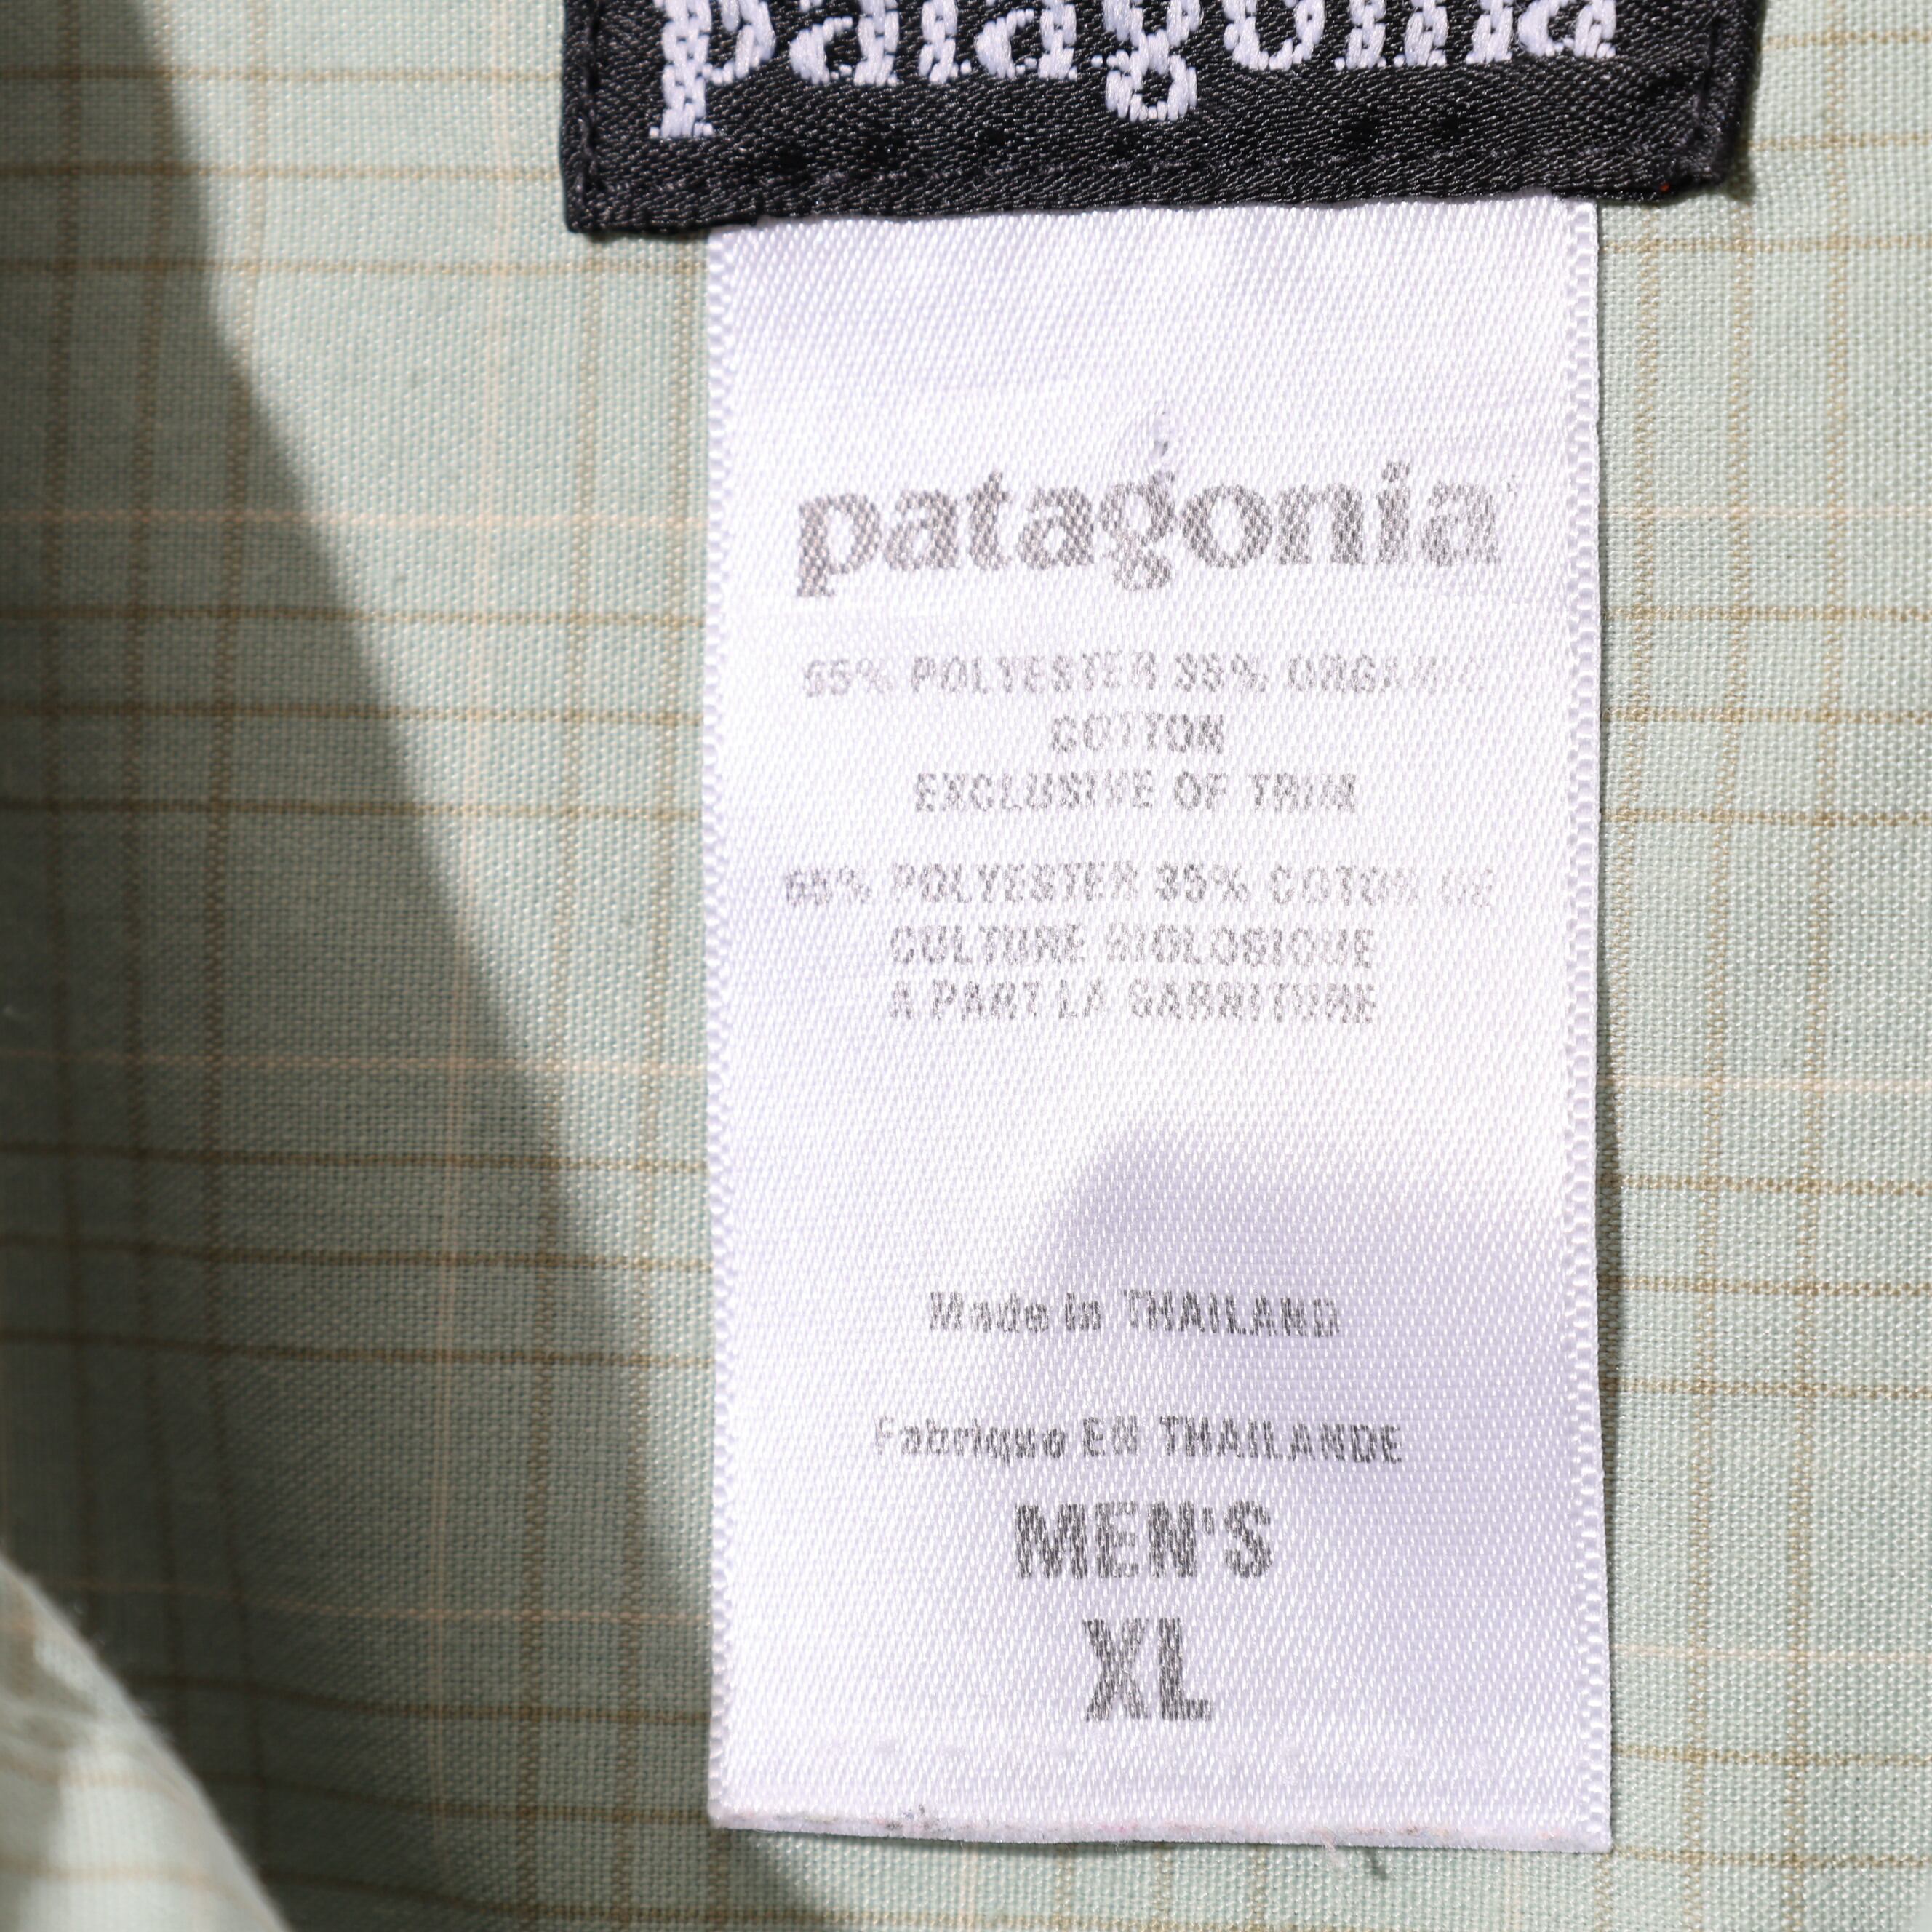 patagonia
patagonia
65% POLYESTER 35% ORGANIC
COTTON
EXCLUSIVE OF TRIM
65% POLYESTER 35% COTON DE
CULTURE BIOLOGIQUE
A PART LA GARNITURE
Made in THAILAND
Fabrique EN THAILANDE
MEN'S
XL